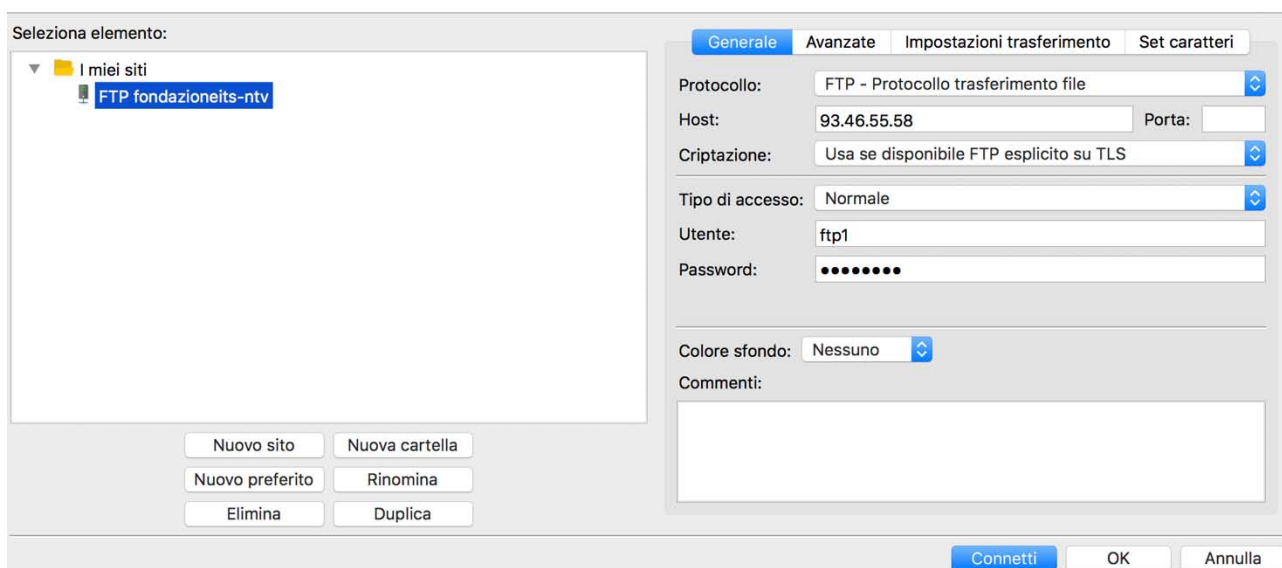 Seleziona elemento:
I miei siti
FTP fondazioneits-ntv
Nuovo sito
Nuova cartella
Nuovo preferito
Rinomina
Elimina
Duplica
Generale
Avanzate
Impostazioni trasferimento
Set caratteri
Protocollo: FTP - Protocollo trasferimento file
Host: 93.46.55.58 Porta:
Criptazione: Usa se disponibile FTP esplicito su TLS
Tipo di accesso: Normale
Utente: ftp1
Password: ••••••••
Colore sfondo: Nessuno
Commenti:
Connetti
OK
Annulla